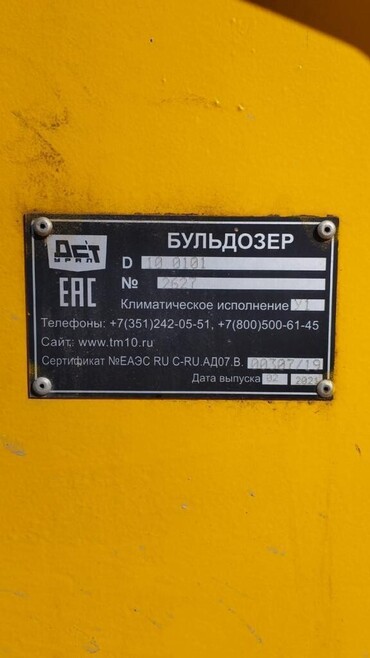 ДСТ
УРАЛ
БУЛЬДОЗЕР
D 10 0101
№ 2627
ЕАС
Климатическое исполнение У1
Телефоны: +7(351)242-05-51, +7(800)500-61-45
Сайт: www.tm10.ru
Сертификат №ЕАЭС RU С-RU.АД07.В. 00307/19
Дата выпуска 02 2021